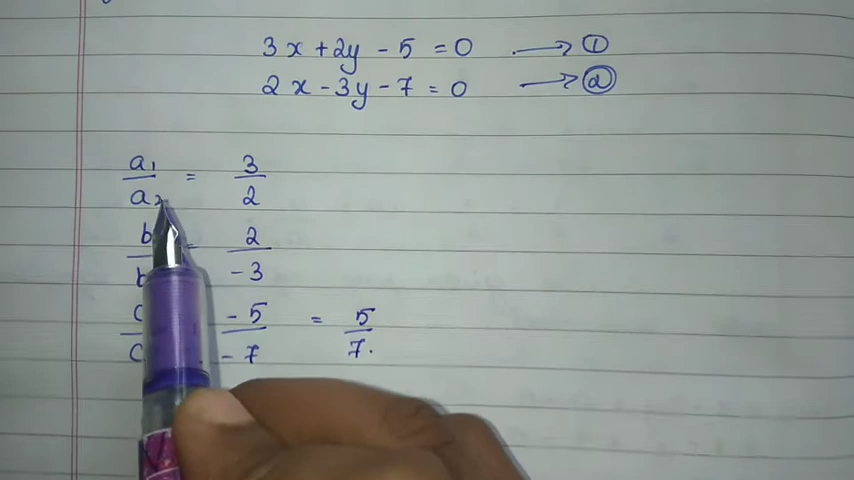 3x + 2y - 5 = 0 → ①
2x - 3y - 7 = 0 → ②
a₁/a₂ = 3/2
b = 2/-3
c/c -5/-7 = 5/7.